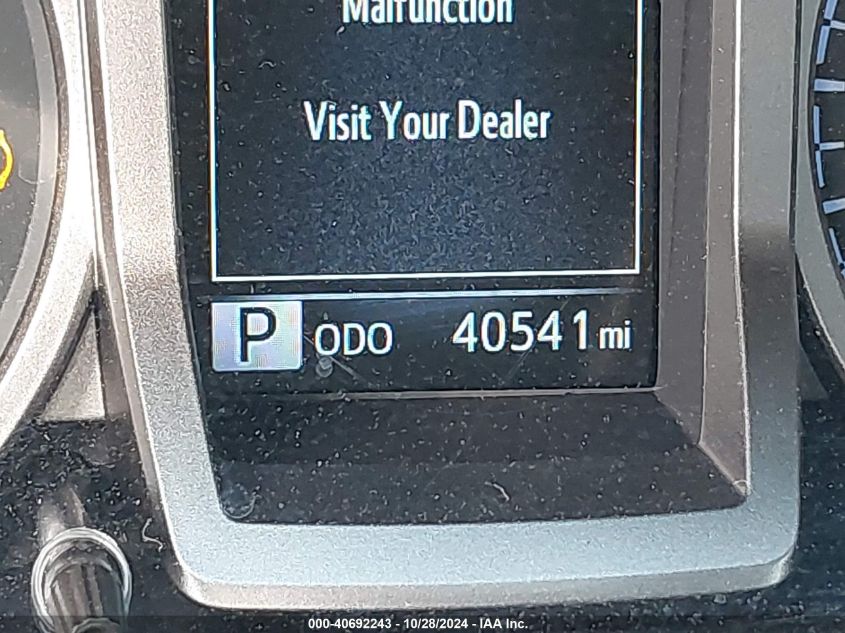 Malfunction
Visit Your Dealer
P ODO 40541 mi
000-40692243 - 10/28/2024 - IAA Inc.